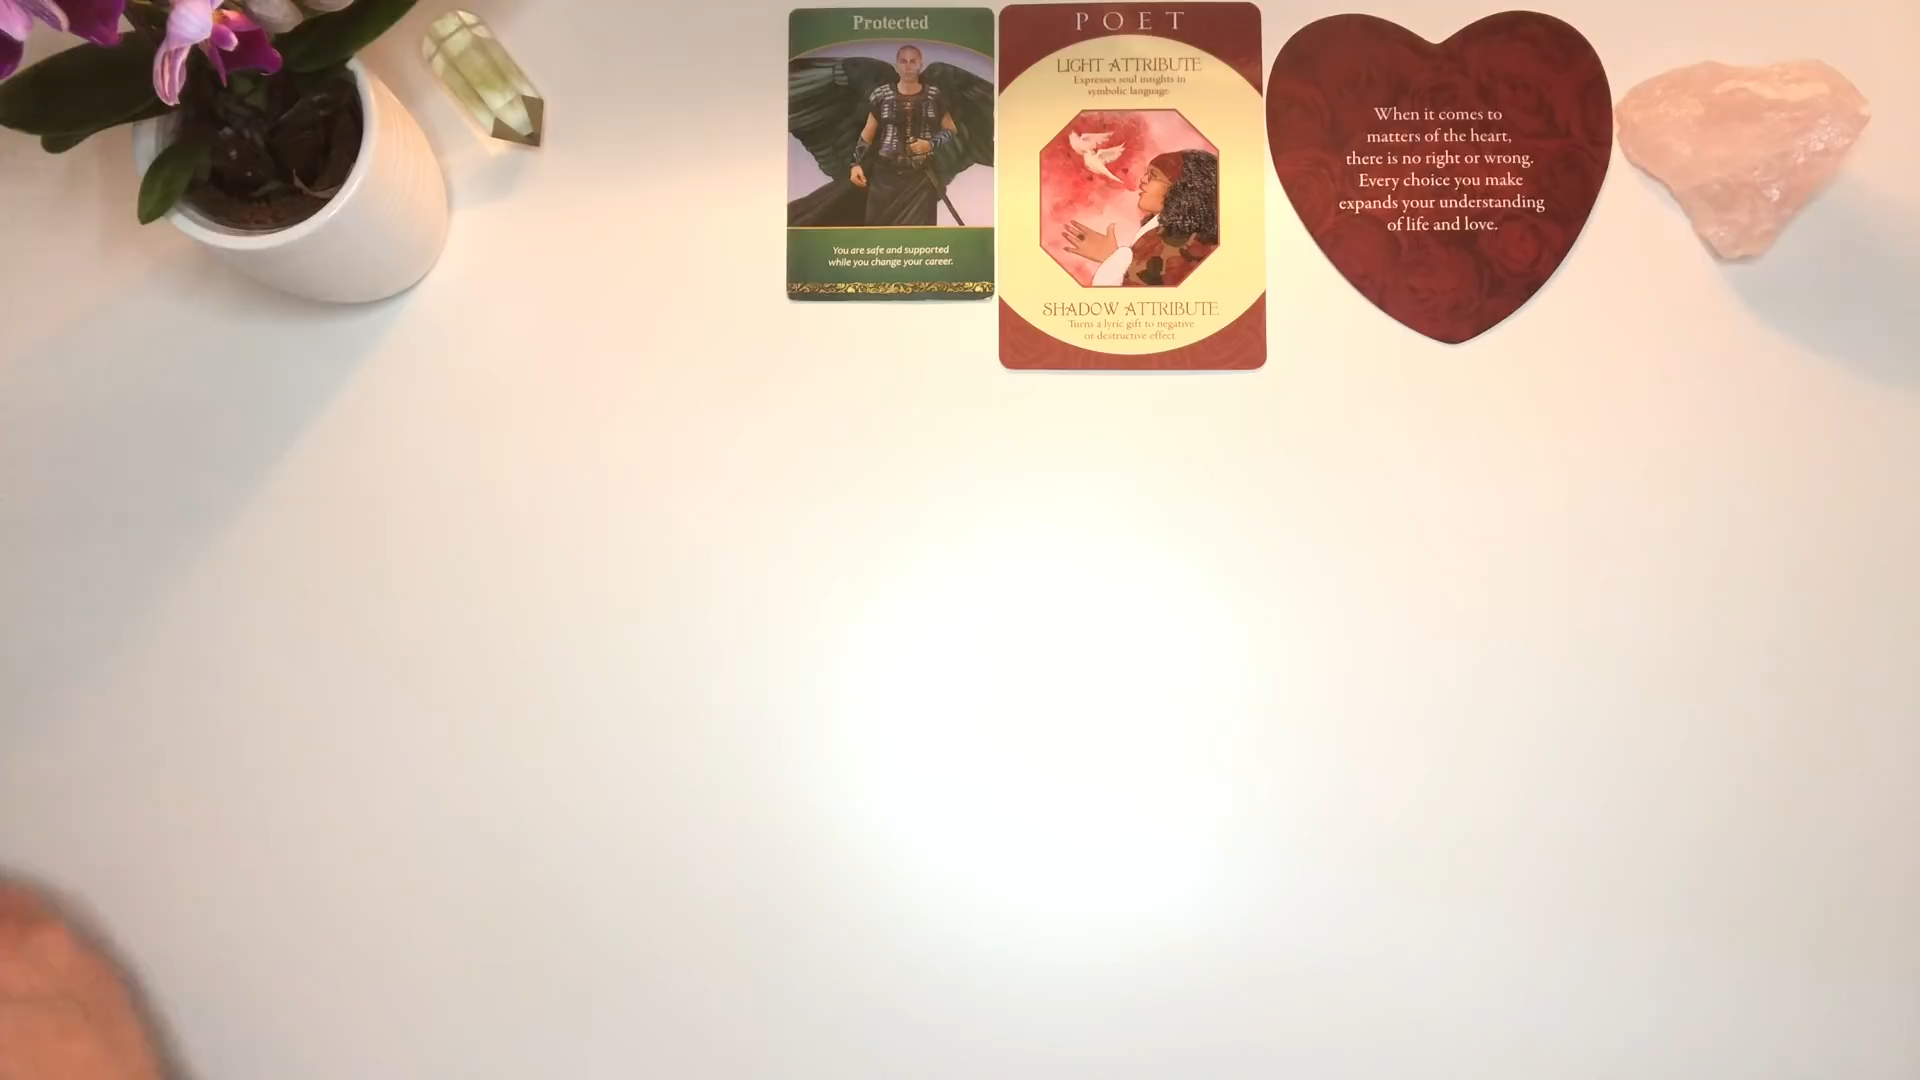 Protected
You are safe and supported
while you change your career.
POET
LIGHT ATTRIBUTE
Expresses soul insights in
symbolic language.
SHADOW ATTRIBUTE
Turns a lyric gift to negative
or destructive effect
When it comes to
matters of the heart,
there is no right or wrong.
Every choice you make
expands your understanding
of life and love.